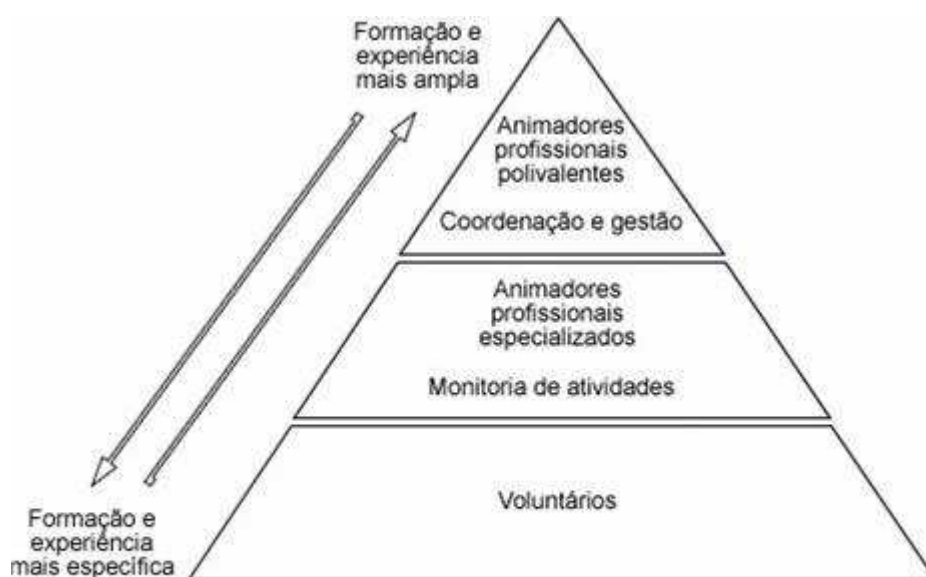 Formação e
experiência
mais ampla
Animadores
profissionais
polivalentes
Coordenação e gestão
Animadores
profissionais
especializados
Monitoria de atividades
Voluntários
Formação e
experiência
mais específica